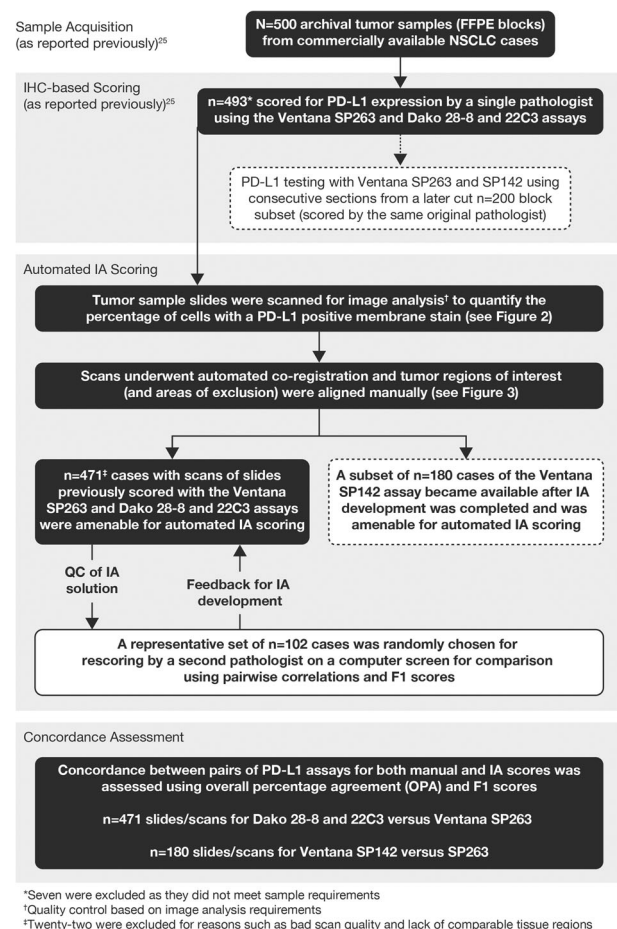 Sample Acquisition
(as reported previously)²⁵
N=500 archival tumor samples (FFPE blocks)
from commercially available NSCLC cases
IHC-based Scoring
(as reported previously)²⁵
n=493* scored for PD-L1 expression by a single pathologist
using the Ventana SP263 and Dako 28-8 and 22C3 assays
PD-L1 testing with Ventana SP263 and SP142 using
consecutive sections from a later cut n=200 block
subset (scored by the same original pathologist)
Automated IA Scoring
Tumor sample slides were scanned for image analysis† to quantify the
percentage of cells with a PD-L1 positive membrane stain (see Figure 2)
Scans underwent automated co-registration and tumor regions of interest
(and areas of exclusion) were aligned manually (see Figure 3)
n=471‡ cases with scans of slides
previously scored with the Ventana
SP263 and Dako 28-8 and 22C3 assays
were amenable for automated IA scoring
A subset of n=180 cases of the Ventana
SP142 assay became available after IA
development was completed and was
amenable for automated IA scoring
QC of IA
solution
Feedback for IA
development
A representative set of n=102 cases was randomly chosen for
rescoring by a second pathologist on a computer screen for comparison
using pairwise correlations and F1 scores
Concordance Assessment
Concordance between pairs of PD-L1 assays for both manual and IA scores was
assessed using overall percentage agreement (OPA) and F1 scores
n=471 slides/scans for Dako 28-8 and 22C3 versus Ventana SP263
n=180 slides/scans for Ventana SP142 versus SP263
*Seven were excluded as they did not meet sample requirements
†Quality control based on image analysis requirements
‡Twenty-two were excluded for reasons such as bad scan quality and lack of comparable tissue regions